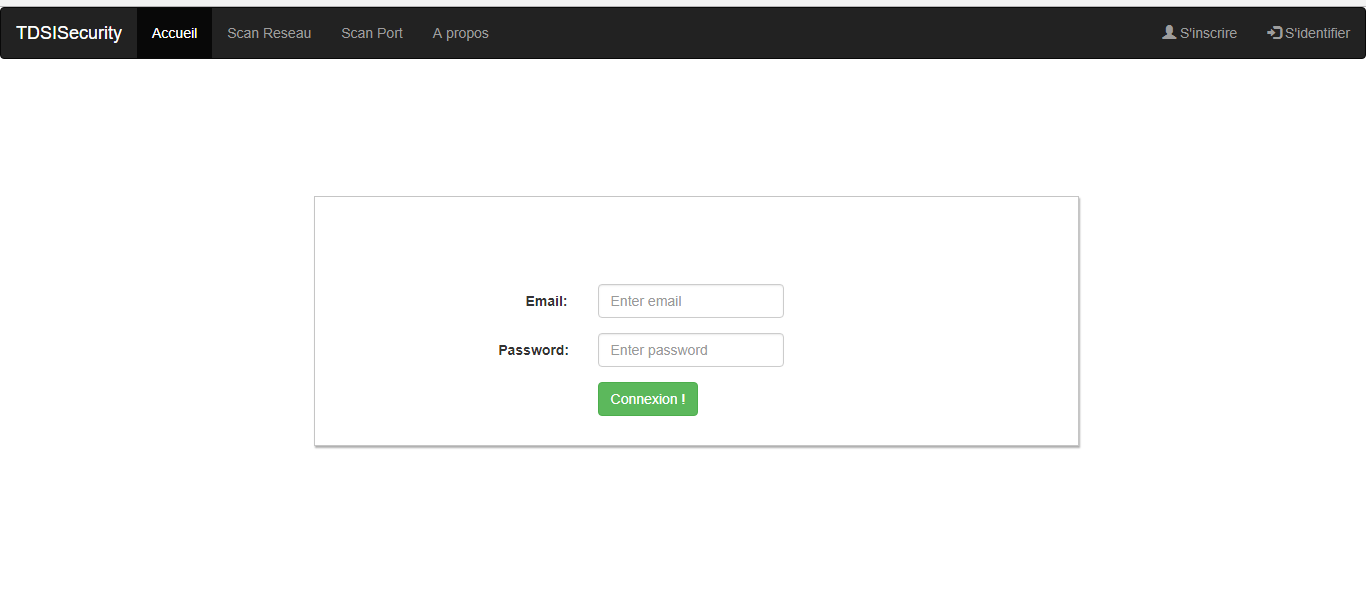 TDSISecurity Accueil Scan Reseau Scan Port A propos S'inscrire S'identifier
Email: Enter email
Password: Enter password
Connexion !